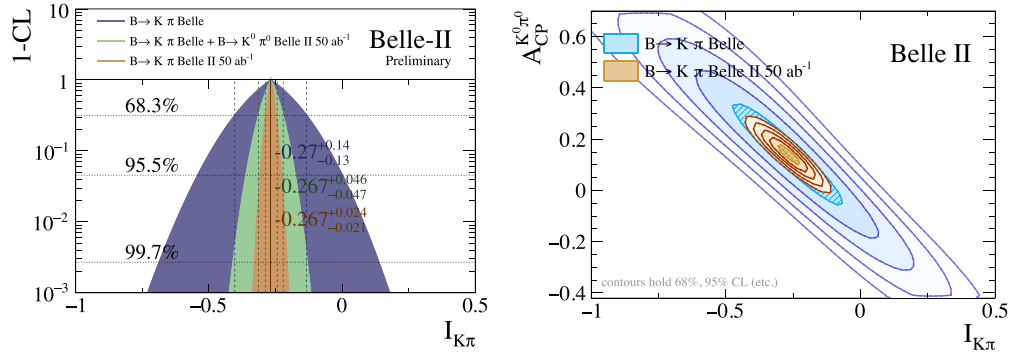 1-CL
10
1
10⁻¹
10⁻²
10⁻³
B→ K π Belle
B→ K π Belle + B→ K⁰ π⁰ Belle II 50 ab⁻¹
B→ K π Belle II 50 ab⁻¹
Belle-II
Preliminary
68.3%
95.5%
99.7%
-0.27+0.14-0.13
-0.267+0.046-0.047
-0.267+0.024-0.021
−1 −0.5 0 0.5
I_Kπ
A_CP^K⁰π⁰
0.6
0.4
0.2
0
−0.2
−0.4
B→ K π Belle
B→ K π Belle II 50 ab⁻¹
Belle II
contours hold 68%, 95% CL (etc.)
−1 −0.5 0 0.5
I_Kπ